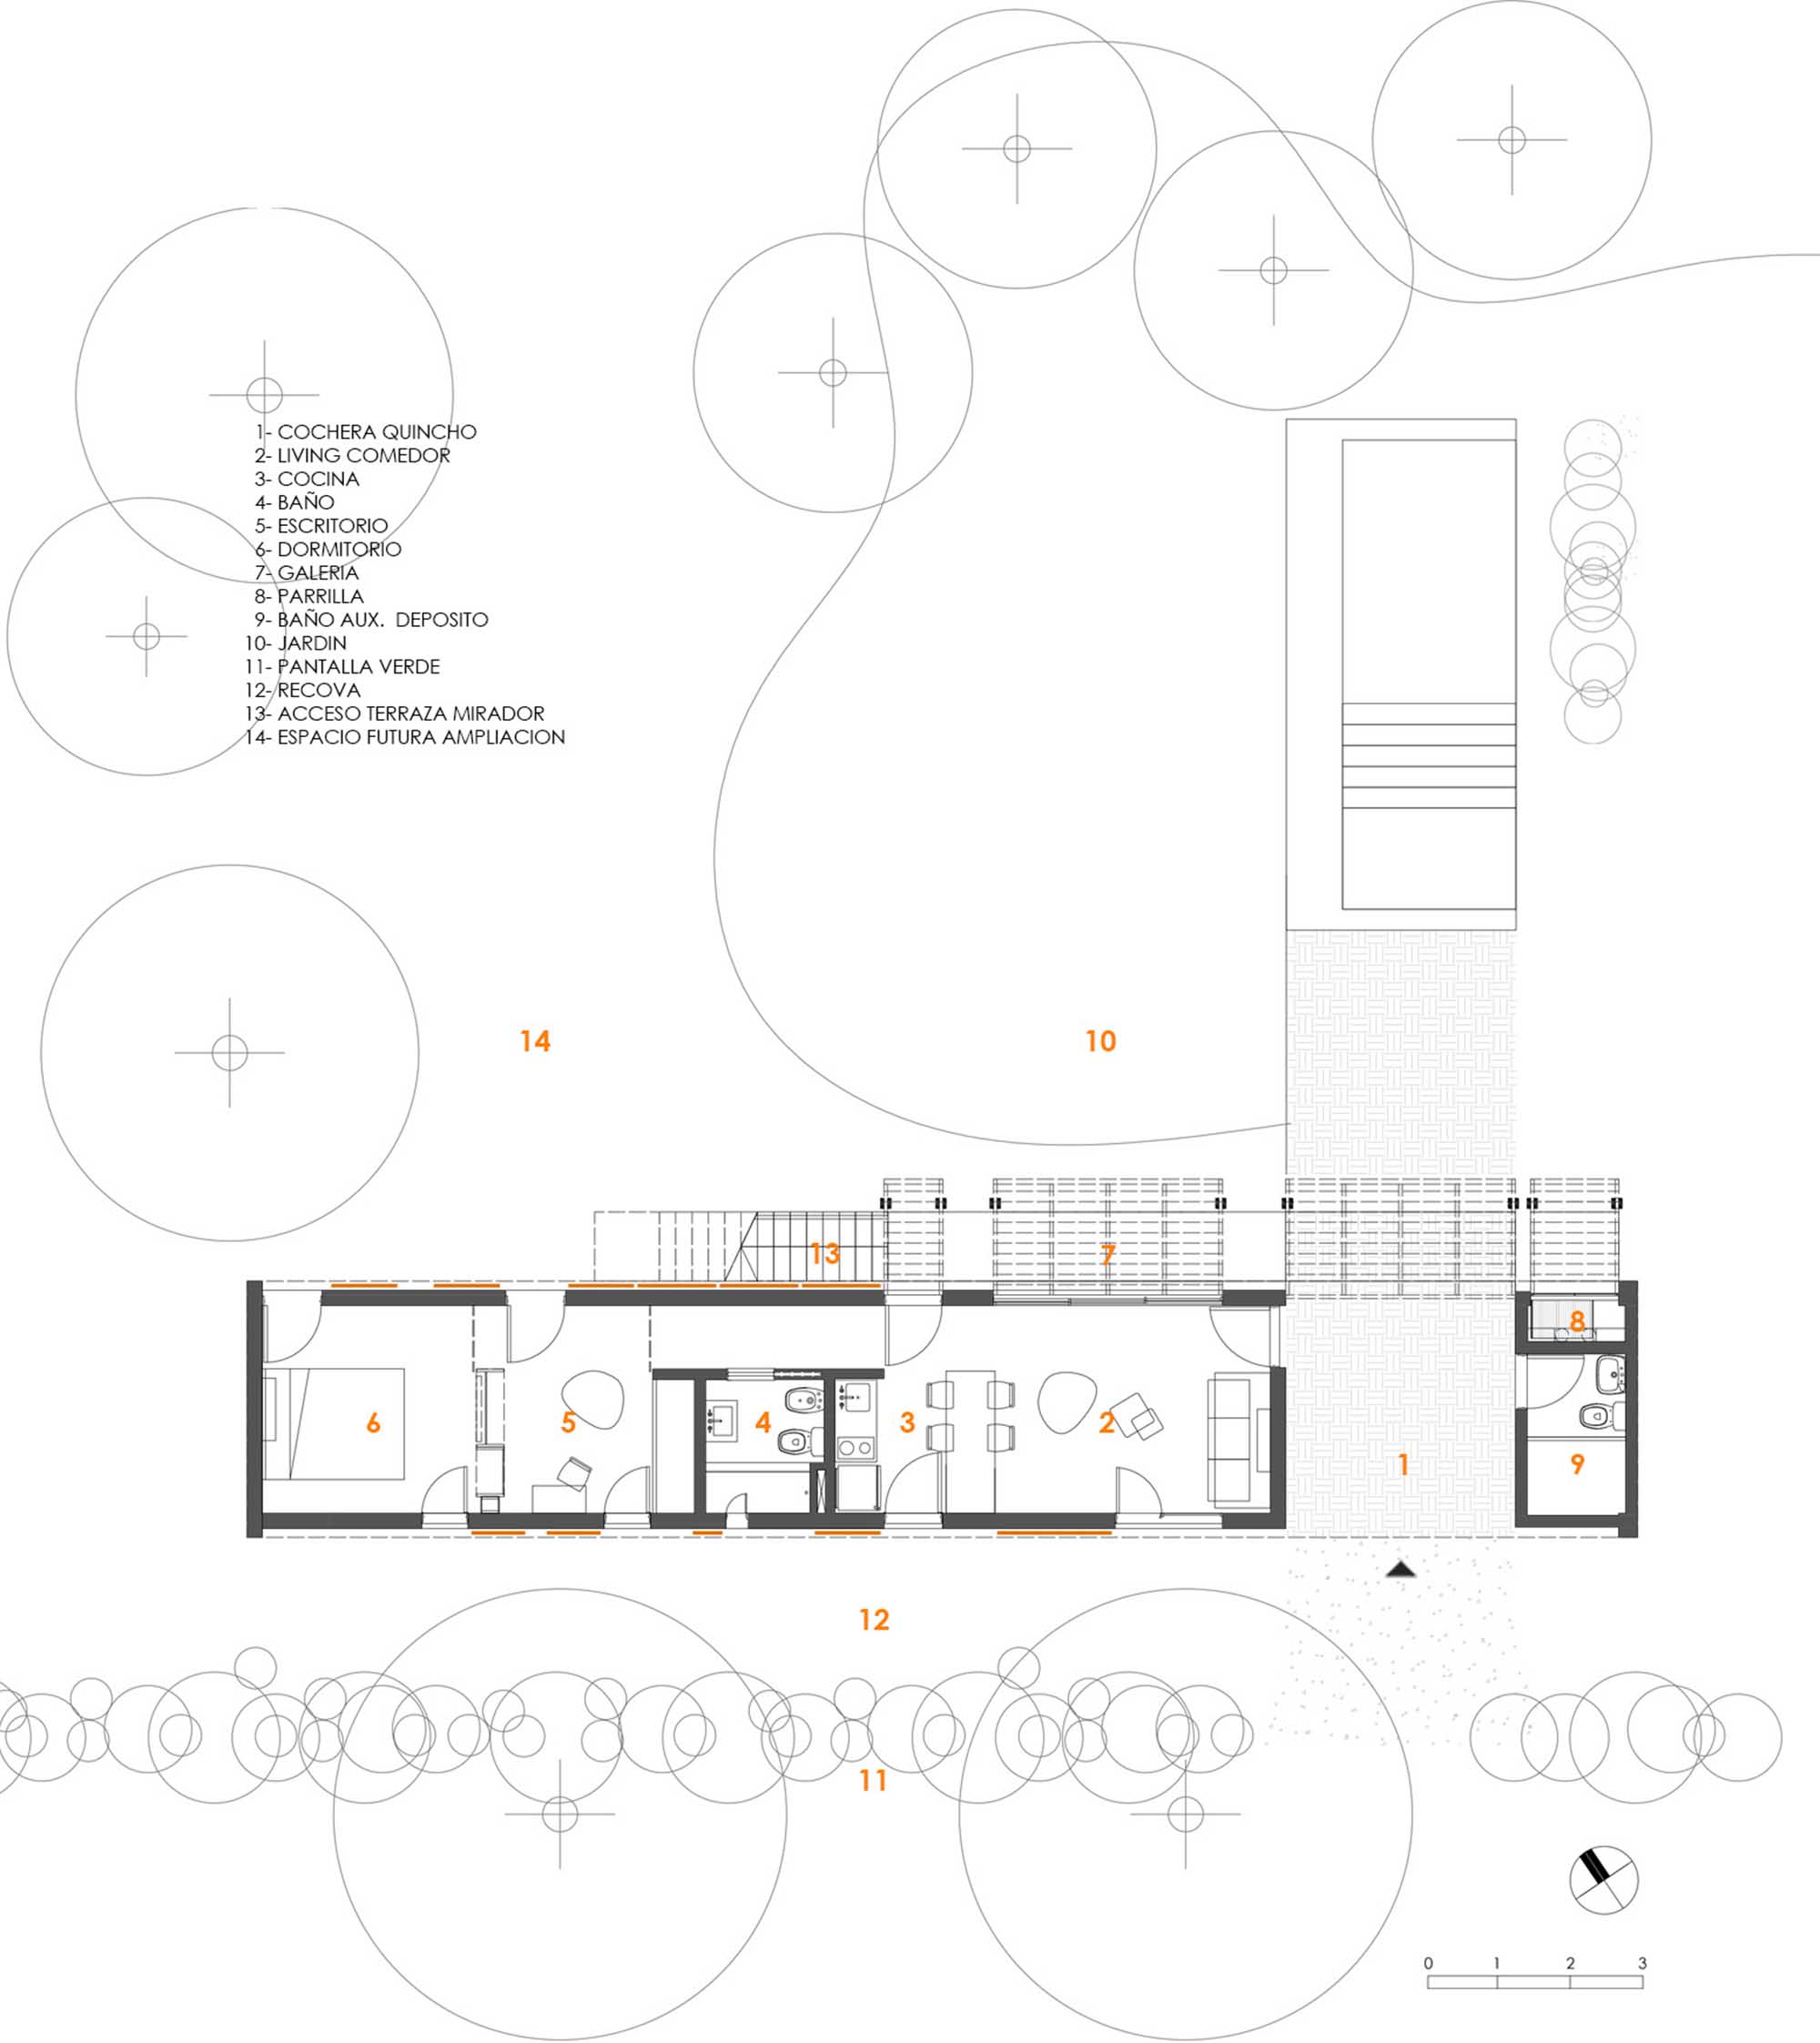 1- COCHERA QUINCHO
2- LIVING COMEDOR
3- COCINA
4- BAÑO
5- ESCRITORIO
6- DORMITORIO
7- GALERIA
8- PARRILLA
9- BAÑO AUX. DEPOSITO
10- JARDIN
11- PANTALLA VERDE
12- RECOVA
13- ACCESO TERRAZA MIRADOR
14- ESPACIO FUTURA AMPLIACION
14
10
13
7
8
6
5
4
3
2
1
9
12
11
0 1 2 3